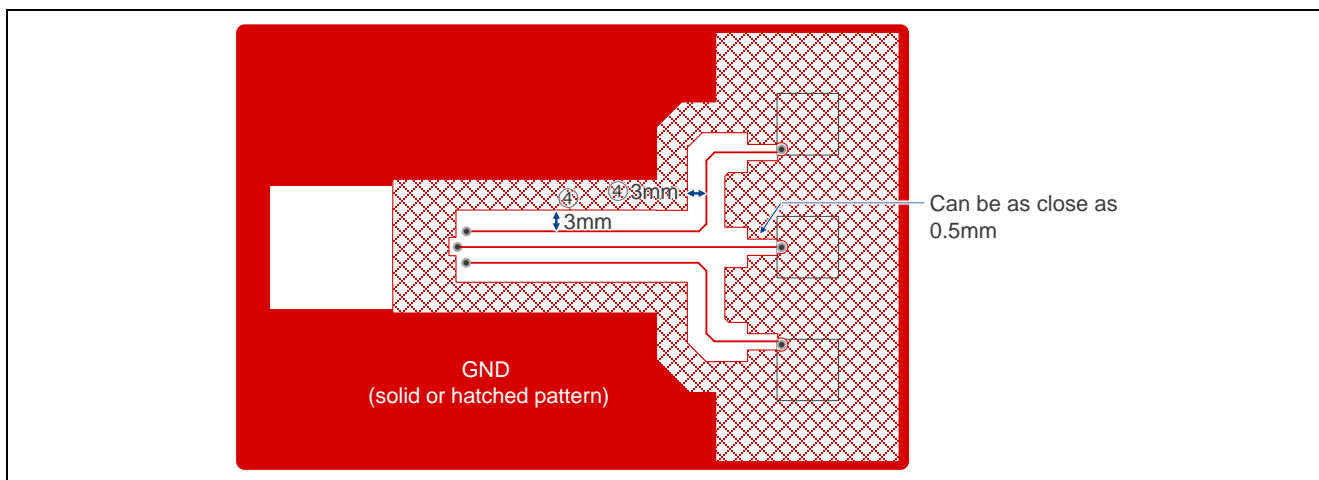 ④
④3mm
3mm
Can be as close as
0.5mm
GND
(solid or hatched pattern)